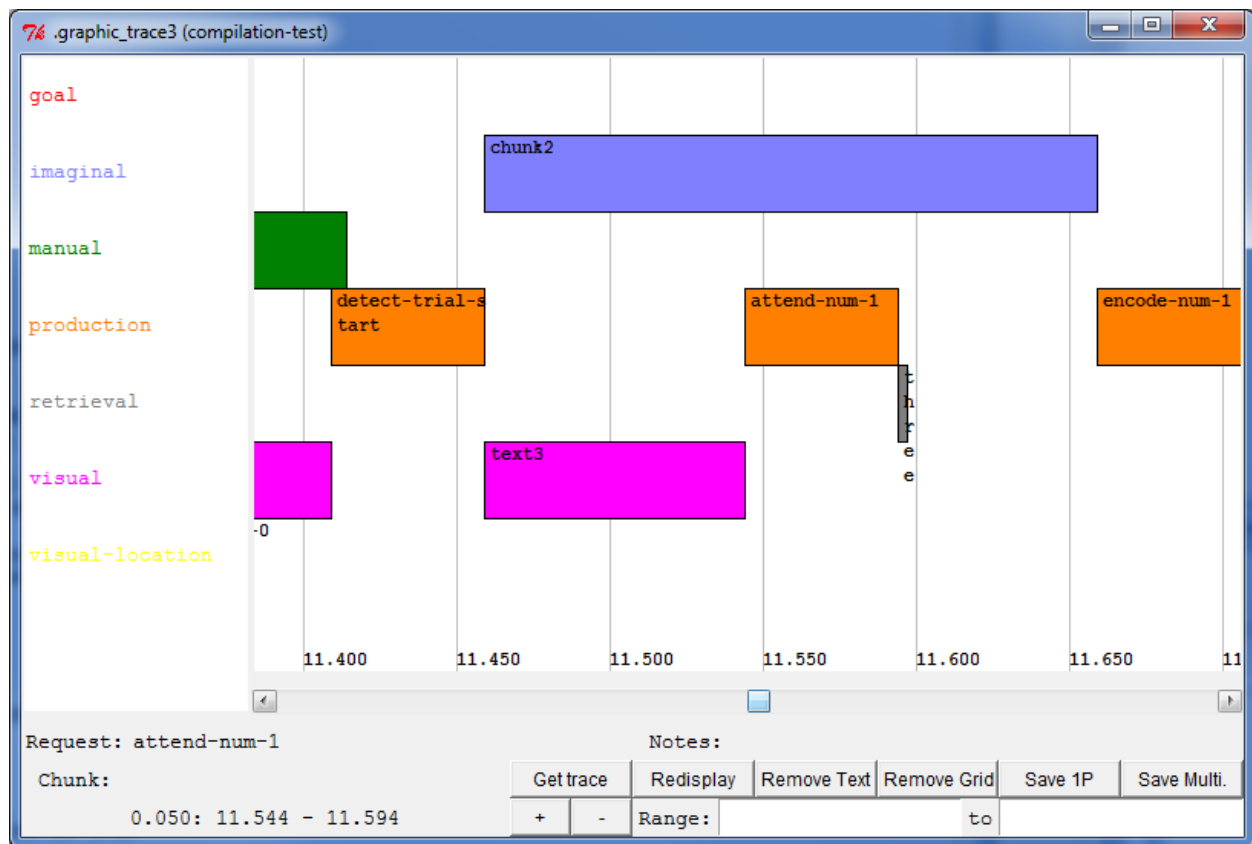 .graphic_trace3 (compilation-test)
goal
chunk2
imaginal
manual
detect-trial-s
tart
attend-num-1
encode-num-1
production
t
h
r
e
e
retrieval
text3
visual
-0
visual-location
11.400 11.450 11.500 11.550 11.600 11.650 11
Request: attend-num-1 Notes:
Chunk: Get trace Redisplay Remove Text Remove Grid Save 1P Save Multi.
0.050: 11.544 - 11.594 + - Range: to